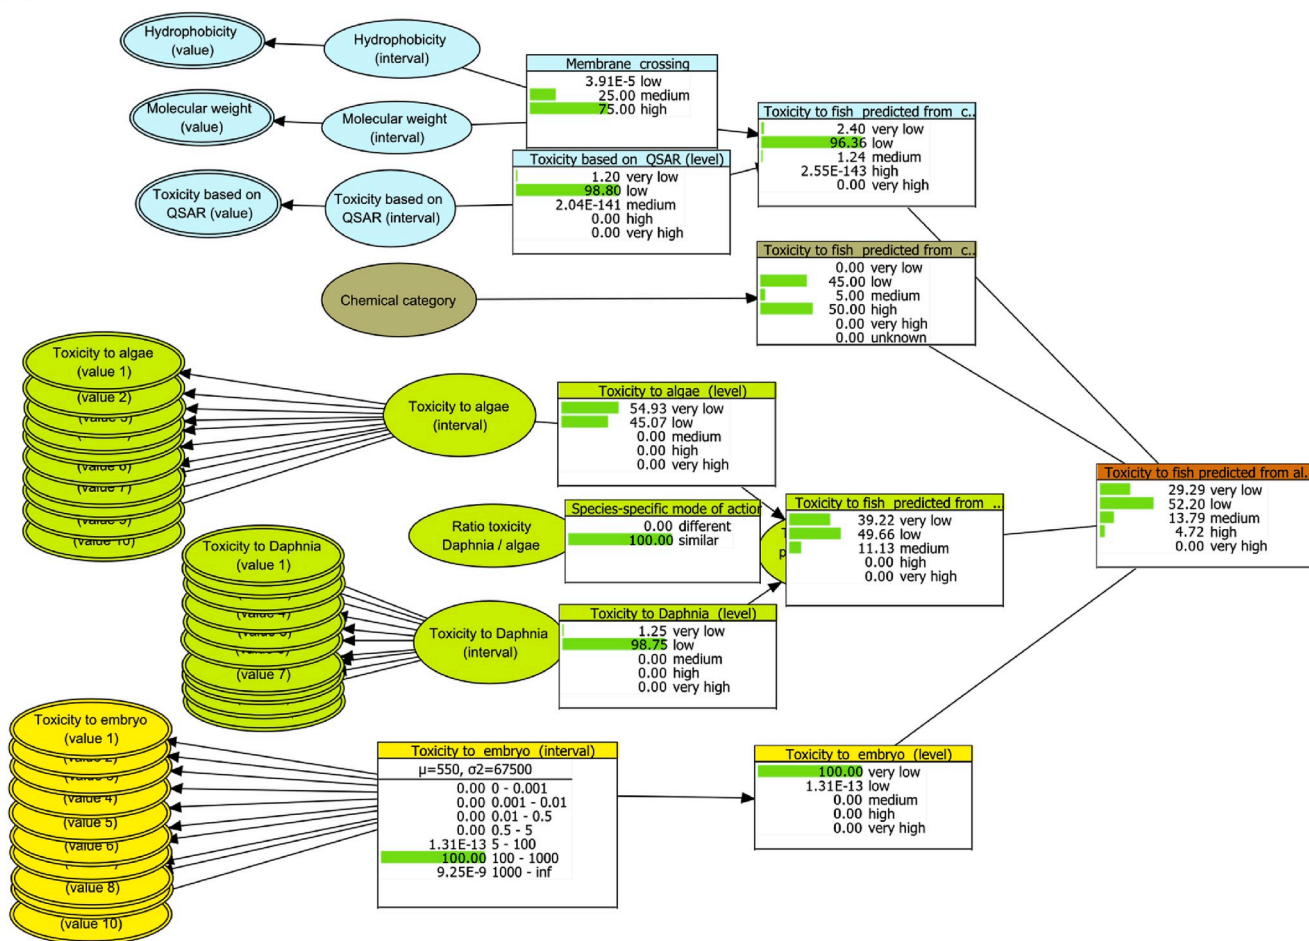 Hydrophobicity
(value)
Hydrophobicity
(interval)
Membrane crossing
3.91E-5 low
25.00 medium
75.00 high
Molecular weight
(value)
Molecular weight
(interval)
Toxicity to fish predicted from c..
2.40 very low
96.36 low
1.24 medium
2.55E-143 high
0.00 very high
Toxicity based on
QSAR (value)
Toxicity based on
QSAR (interval)
Toxicity based on QSAR (level)
1.20 very low
98.80 low
2.04E-141 medium
0.00 high
0.00 very high
Chemical category
Toxicity to fish predicted from c..
0.00 very low
45.00 low
5.00 medium
50.00 high
0.00 very high
0.00 unknown
Toxicity to algae
(value 1)
(value 2)
Toxicity to algae
(interval)
Toxicity to algae (level)
54.93 very low
45.07 low
0.00 medium
0.00 high
0.00 very high
Ratio toxicity
Daphnia / algae
Species-specific mode of action
0.00 different
100.00 similar
Toxicity to fish predicted from ...
39.22 very low
49.66 low
11.13 medium
0.00 high
0.00 very high
Toxicity to fish predicted from al..
29.29 very low
52.20 low
13.79 medium
4.72 high
0.00 very high
Toxicity to Daphnia
(value 1)
(value 7)
Toxicity to Daphnia
(interval)
Toxicity to Daphnia (level)
1.25 very low
98.75 low
0.00 medium
0.00 high
0.00 very high
Toxicity to embryo
(value 1)
(value 4)
(value 5)
(value 6)
(value 8)
(value 10)
Toxicity to embryo (interval)
μ=550, σ2=67500
0.00 0 - 0.001
0.00 0.001 - 0.01
0.00 0.01 - 0.5
0.00 0.5 - 5
1.31E-13 5 - 100
100.00 100 - 1000
9.25E-9 1000 - inf
Toxicity to embryo (level)
100.00 very low
1.31E-13 low
0.00 medium
0.00 high
0.00 very high